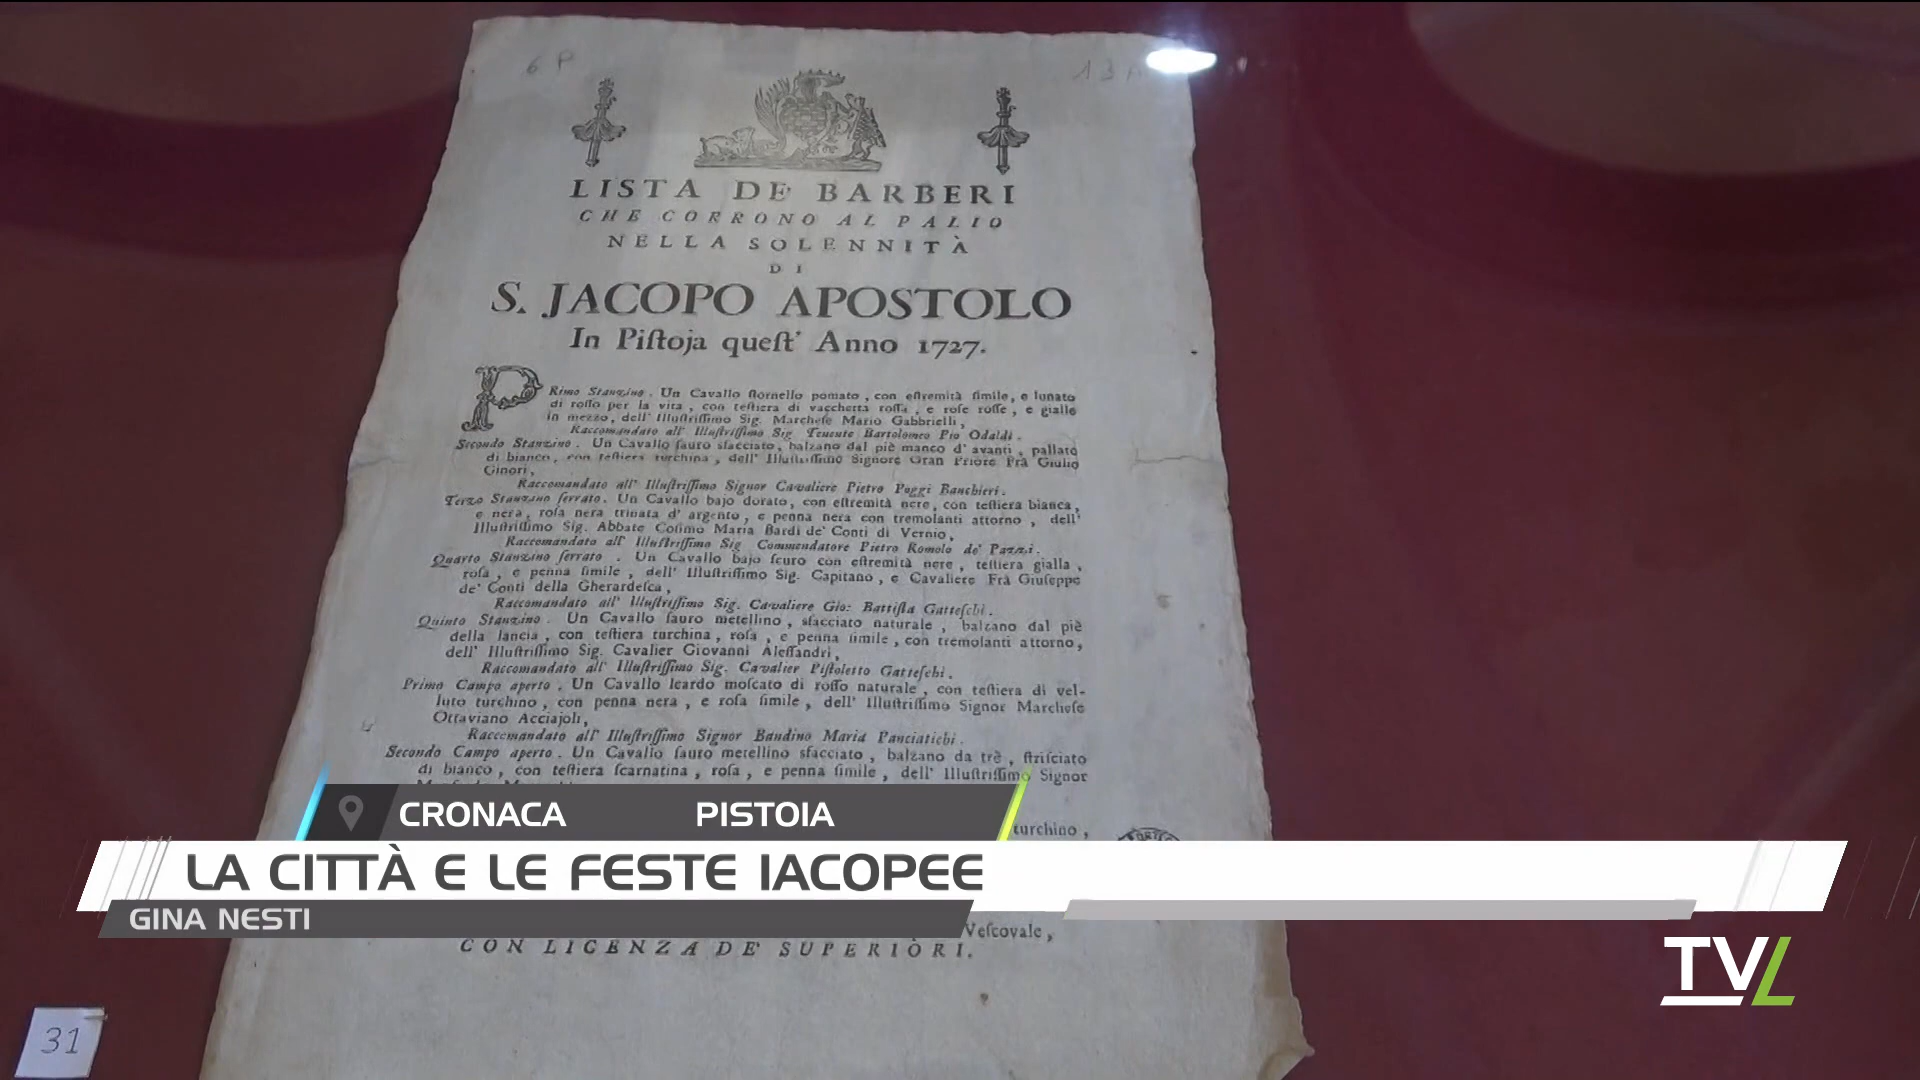 6 P
13 A
LISTA DE' BARBERI
CHE CORRONO AL PALIO
NELLA SOLENNITÀ
DI
S. JACOPO APOSTOLO
In Piſtoja queſt' Anno 1727.
PRimo Stanzino. Un Cavallo ſtornello pomato, con eſtremità ſimile, e lunato
di roſſo per la vita, con teſtiera di vacchetta roſſa, e roſe roſſe, e gialle
in mezzo, dell' Illuſtriſſimo Sig. Marcheſe Mario Gabbrielli,
Raccomandato all' Illuſtriſſimo Sig Tenente Bartolomeo Pio Odaldi.
Secondo Stanzino. Un Cavallo ſauro sfacciato, balzano dal piè manco d' avanti, pallato
di bianco, con teſtiera turchina, dell' Illuſtriſſimo Signore Gran Priore Frà Giulio
Ginori,
Raccomandato all' Illuſtriſſimo Signor Cavaliere Pietro Poggi Banchieri.
Terzo Stanzino ſerrato. Un Cavallo bajo dorato, con eſtremità nere, con teſtiera bianca,
e nera, roſa nera trinata d' argento, e penna nera con tremolanti attorno, dell'
Illuſtriſſimo Sig. Abbate Coſimo Maria Bardi de' Conti di Vernio,
Raccomandato all' Illuſtriſſimo Sig Commendatore Pietro Romolo de' Pazzi.
Quarto Stanzino ſerrato. Un Cavallo bajo ſcuro con eſtremità nere, teſtiera gialla,
roſa, e penna ſimile, dell' Illuſtriſſimo Sig. Capitano, e Cavaliere Frà Giuſeppe
de' Conti della Gherardeſca,
Raccomandato all' Illuſtriſſimo Sig. Cavaliere Gio: Battiſta Gatteſchi.
Quinto Stanzino. Un Cavallo ſauro metellino, sfacciato naturale, balzano dal piè
della lancia, con teſtiera turchina, roſa, e penna ſimile, con tremolanti attorno,
dell' Illuſtriſſimo Sig. Cavalier Giovanni Aleſſandri,
Raccomandato all' Illuſtriſſimo Sig. Cavalier Piſtoletto Gatteſchi.
Primo Campo aperto. Un Cavallo leardo moſcato di roſſo naturale, con teſtiera di vel-
luto turchino, con penna nera, e roſa ſimile, dell' Illuſtriſſimo Signor Marcheſe
Ottaviano Acciajoli,
Raccomandato all' Illuſtriſſimo Signor Bandino Maria Panciatichi.
Secondo Campo aperto. Un Cavallo ſauro metellino sfacciato, balzano da trè, ſtriſciato
di bianco, con teſtiera ſcarnatina, roſa, e penna ſimile, dell' Illuſtriſſimo Signor
turchino,
CRONACA PISTOIA
LA CITTÀ E LE FESTE IACOPEE
GINA NESTI
Veſcovale,
CON LICENZA DE' SUPERIORI.
TVL
31